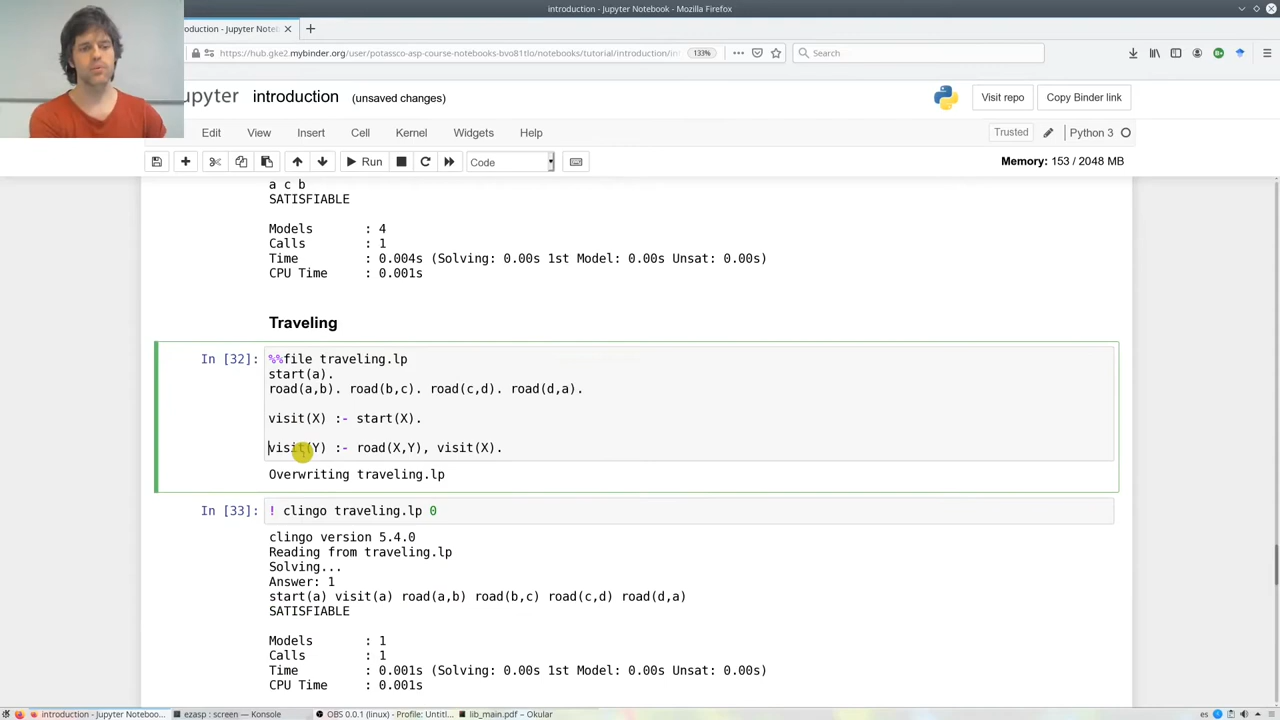 introduction - Jupyter Notebook - Mozilla Firefox
oduction - Jupyter Note
https://hub.gke2.mybinder.org/user/potassco-asp-course-notebooks-bvo81tlo/notebooks/tutorial/introduction/in
133%
Search
upyter introduction (unsaved changes)
Visit repo
Copy Binder link
Edit View Insert Cell Kernel Widgets Help
Trusted
Python 3
Run
Code
Memory: 153 / 2048 MB
a c b
SATISFIABLE
Models : 4
Calls : 1
Time : 0.004s (Solving: 0.00s 1st Model: 0.00s Unsat: 0.00s)
CPU Time : 0.001s
Traveling
In [32]: %%file traveling.lp
start(a).
road(a,b). road(b,c). road(c,d). road(d,a).
visit(X) :- start(X).
visit(Y) :- road(X,Y), visit(X).
Overwriting traveling.lp
In [33]: ! clingo traveling.lp 0
clingo version 5.4.0
Reading from traveling.lp
Solving...
Answer: 1
start(a) visit(a) road(a,b) road(b,c) road(c,d) road(d,a)
SATISFIABLE
Models : 1
Calls : 1
Time : 0.001s (Solving: 0.00s 1st Model: 0.00s Unsat: 0.00s)
CPU Time : 0.001s
introduction - Jupyter Noteboo...
ezasp : screen — Konsole
OBS 0.0.1 (linux) - Profile: Untitl...
lib_main.pdf - Okular
es